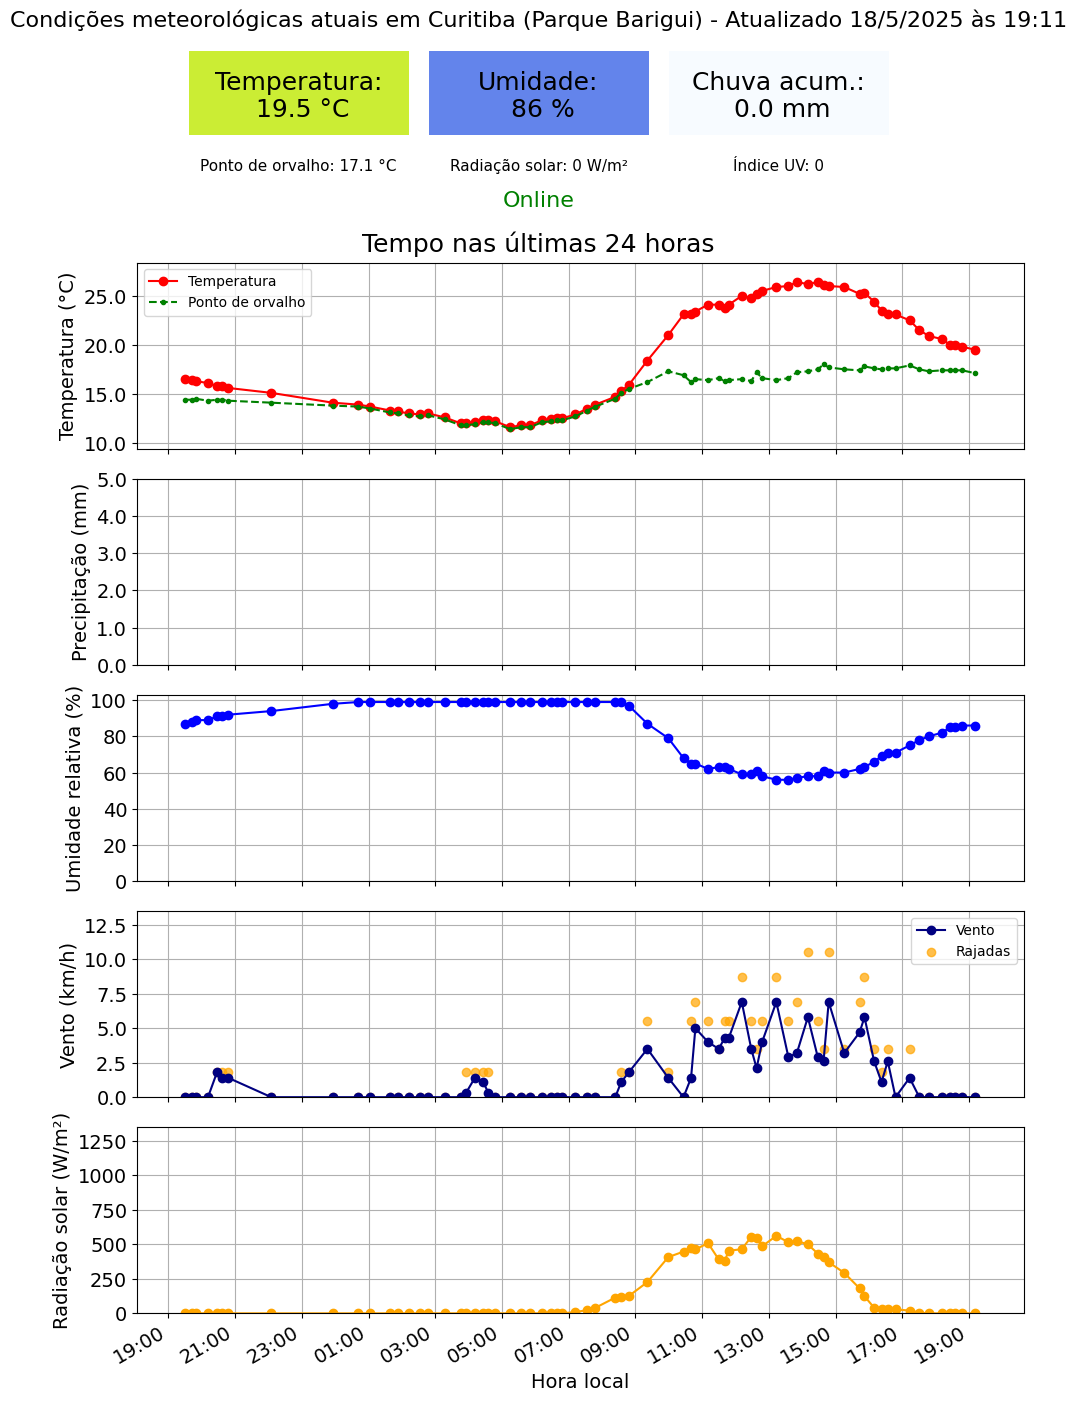 Condições meteorológicas atuais em Curitiba (Parque Barigui) - Atualizado 18/5/2025 às 19:11
Temperatura:
19.5 °C
Umidade:
86 %
Chuva acum.:
0.0 mm
Ponto de orvalho: 17.1 °C
Radiação solar: 0 W/m²
Índice UV: 0
Online
Tempo nas últimas 24 horas
Temperatura (°C)
25.0
20.0
15.0
10.0
Temperatura
Ponto de orvalho
Precipitação (mm)
5.0
4.0
3.0
2.0
1.0
0.0
Umidade relativa (%)
100
80
60
40
20
0
Vento (km/h)
12.5
10.0
7.5
5.0
2.5
0.0
Vento
Rajadas
Radiação solar (W/m²)
1250
1000
750
500
250
0
19:00
21:00
23:00
01:00
03:00
05:00
07:00
09:00
11:00
13:00
15:00
17:00
19:00
Hora local